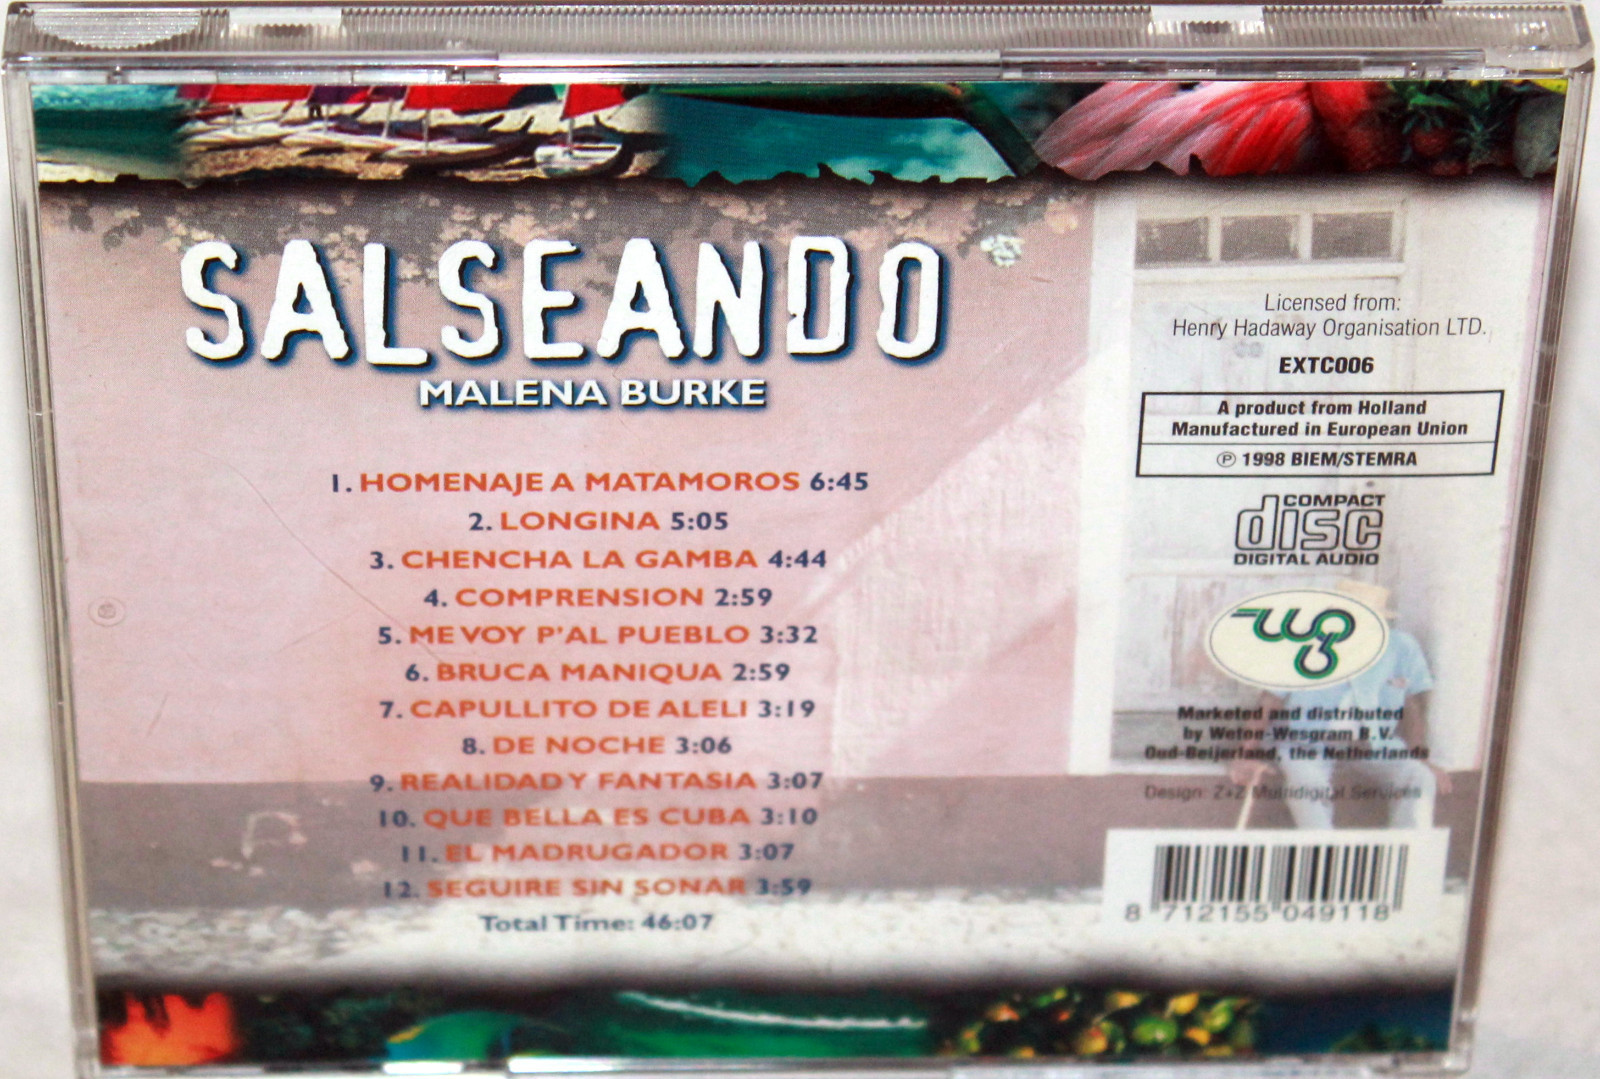 SALSEANDO
MALENA BURKE
1. HOMENAJE A MATAMOROS 6:45
2. LONGINA 5:05
3. CHENCHA LA GAMBA 4:44
4. COMPRENSION 2:59
5. ME VOY P'AL PUEBLO 3:32
6. BRUCA MANIQUA 2:59
7. CAPULLITO DE ALELI 3:19
8. DE NOCHE 3:06
9. REALIDAD Y FANTASIA 3:07
10. QUE BELLA ES CUBA 3:10
11. EL MADRUGADOR 3:07
12. SEGUIRE SIN SONAR 3:59
Total Time: 46:07
Licensed from:
Henry Hadaway Organisation LTD.
EXTC006
A product from Holland
Manufactured in European Union
℗ 1998 BIEM/STEMRA
COMPACT
disc
DIGITAL AUDIO
Marketed and distributed
by Weton-Wesgram B.V.
Oud-Beijerland, the Netherlands
Design: Z+Z Multidigital Services
8 712155 049118